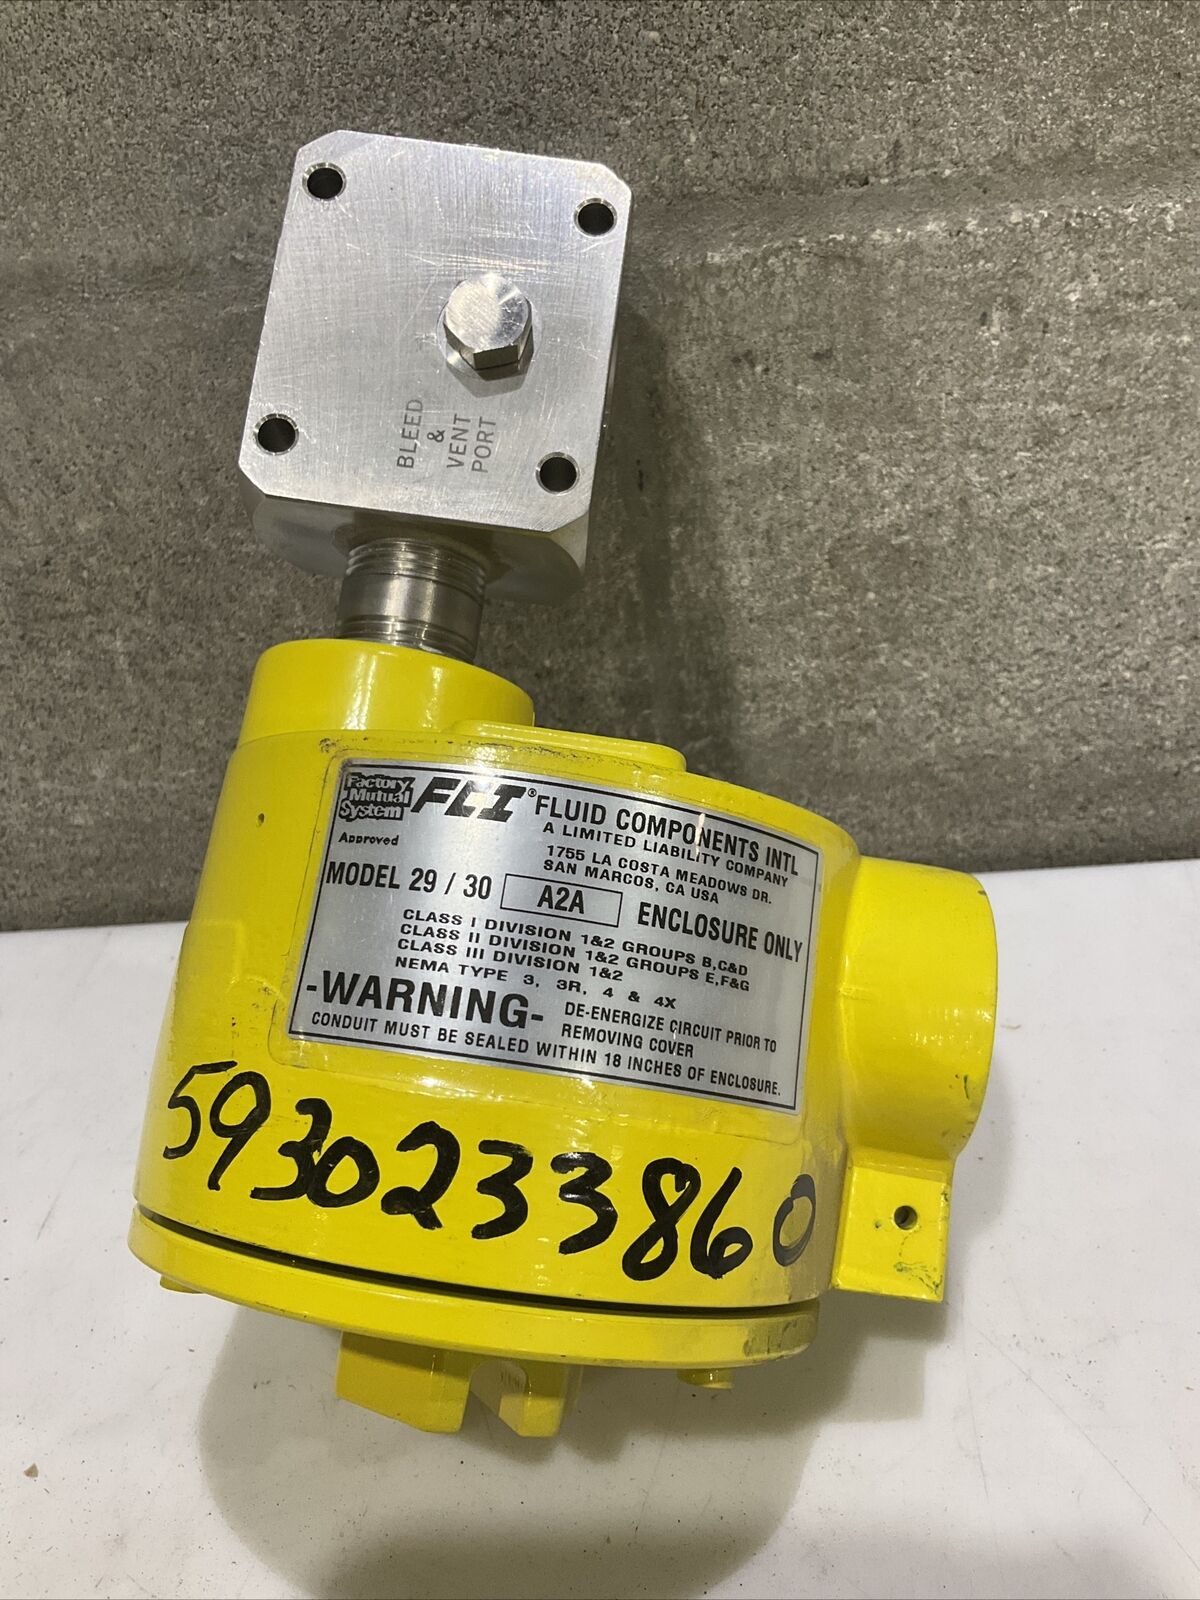 BLEED
&
VENT
PORT
Factory
Mutual
System
Approved
FCI® FLUID COMPONENTS INTL
A LIMITED LIABILITY COMPANY
1755 LA COSTA MEADOWS DR.
SAN MARCOS, CA USA
MODEL 29 / 30 A2A ENCLOSURE ONLY
CLASS I DIVISION 1&2 GROUPS B,C&D
CLASS II DIVISION 1&2 GROUPS E,F&G
CLASS III DIVISION 1&2
NEMA TYPE 3, 3R, 4 & 4X
-WARNING- DE-ENERGIZE CIRCUIT PRIOR TO
REMOVING COVER
CONDUIT MUST BE SEALED WITHIN 18 INCHES OF ENCLOSURE.
5930233860